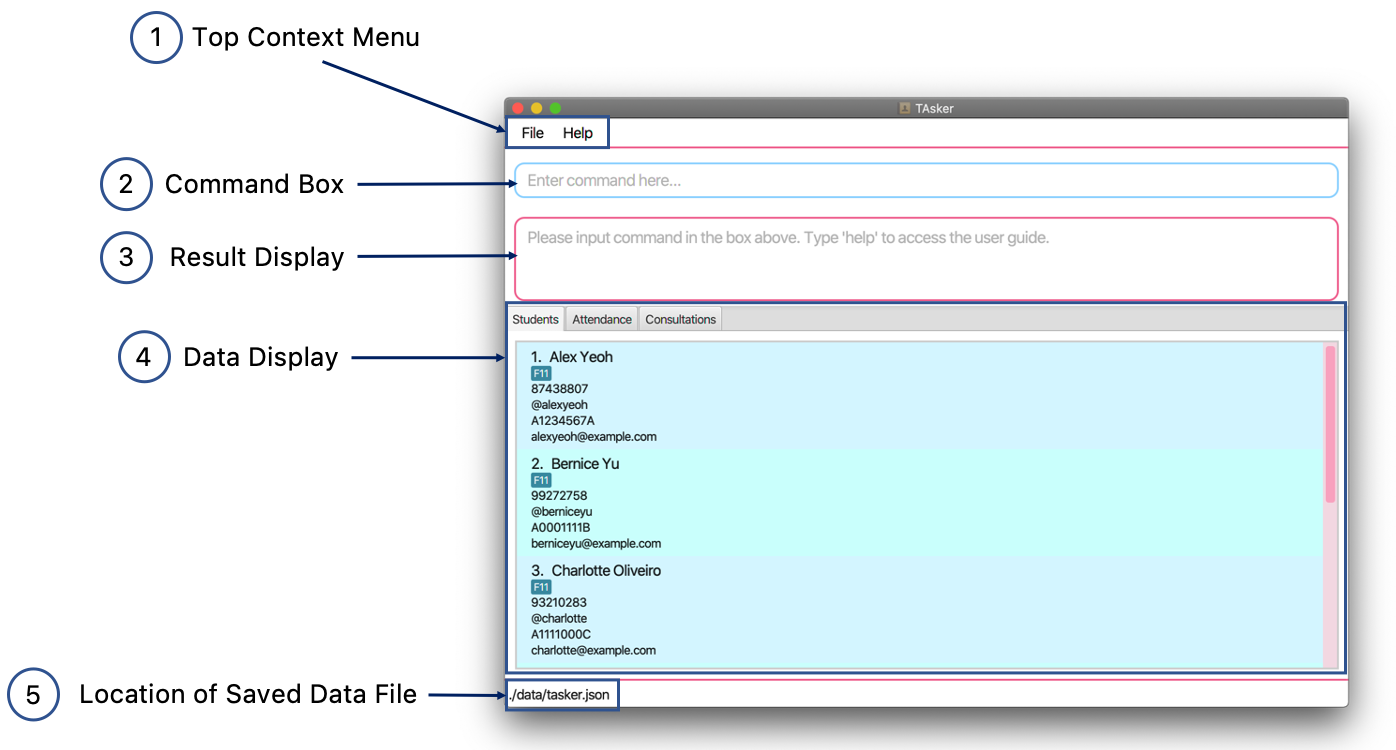 1 Top Context Menu
TAsker
File Help
2 Command Box
Enter command here...
3 Result Display
Please input command in the box above. Type 'help' to access the user guide.
Students Attendance Consultations
4 Data Display
1. Alex Yeoh
F11
87438807
@alexyeoh
A1234567A
alexyeoh@example.com
2. Bernice Yu
F11
99272758
@berniceyu
A0001111B
berniceyu@example.com
3. Charlotte Oliveiro
F11
93210283
@charlotte
A1111000C
charlotte@example.com
5 Location of Saved Data File
./data/tasker.json